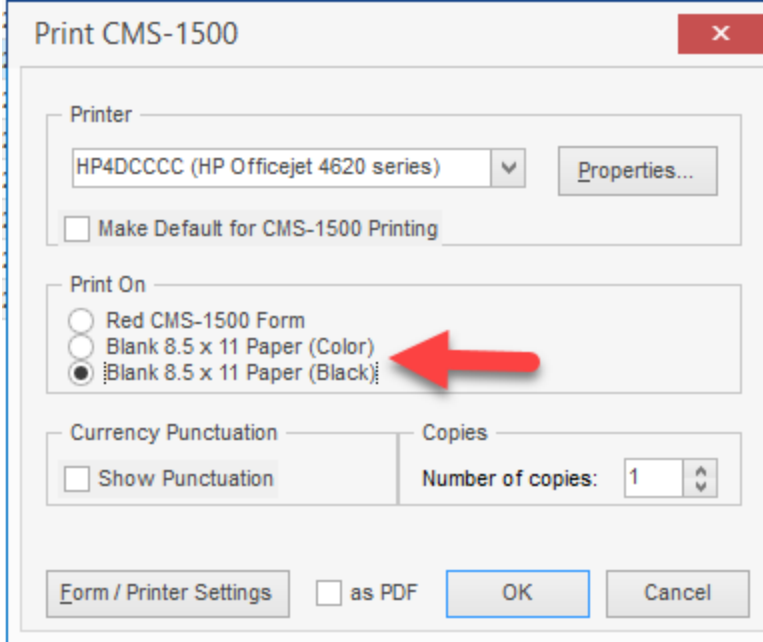 Print CMS-1500
Printer
HP4DCCCC (HP Officejet 4620 series)
Properties...
Make Default for CMS-1500 Printing
Print On
Red CMS-1500 Form
Blank 8.5 x 11 Paper (Color)
Blank 8.5 x 11 Paper (Black)
Currency Punctuation
Show Punctuation
Copies
Number of copies: 1
Form / Printer Settings
as PDF
OK
Cancel